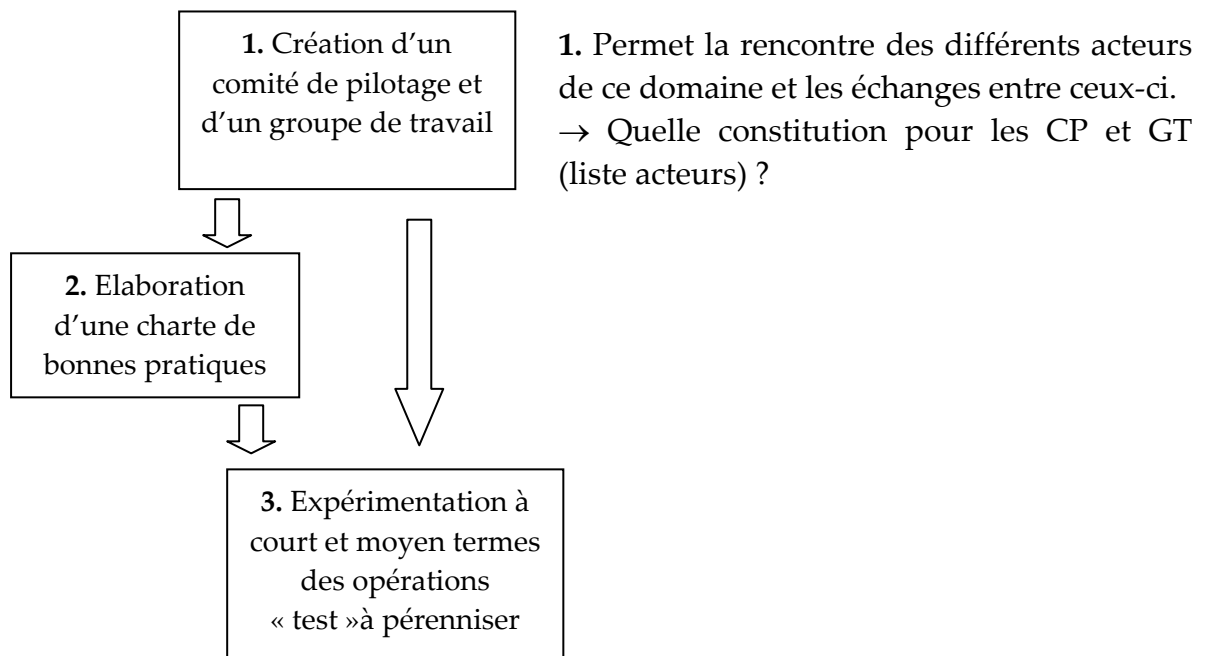 1. Création d’un
comité de pilotage et
d’un groupe de travail
1. Permet la rencontre des différents acteurs
de ce domaine et les échanges entre ceux-ci.
→ Quelle constitution pour les CP et GT
(liste acteurs) ?
2. Elaboration
d’une charte de
bonnes pratiques
3. Expérimentation à
court et moyen termes
des opérations
« test »à pérenniser